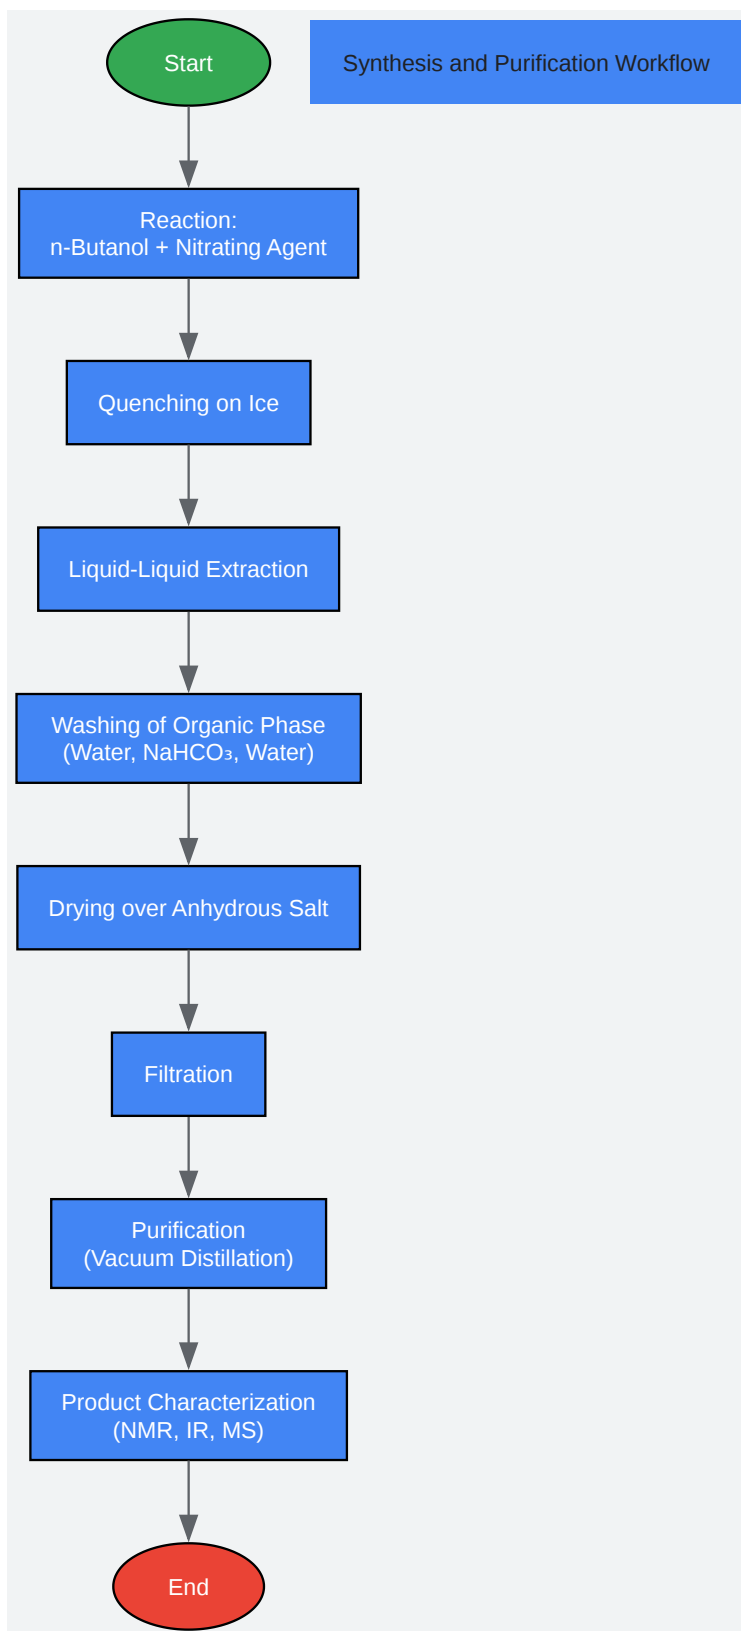 Start
Synthesis and Purification Workflow
Reaction:
n-Butanol + Nitrating Agent
Quenching on Ice
Liquid-Liquid Extraction
Washing of Organic Phase
(Water, NaHCO₃, Water)
Drying over Anhydrous Salt
Filtration
Purification
(Vacuum Distillation)
Product Characterization
(NMR, IR, MS)
End